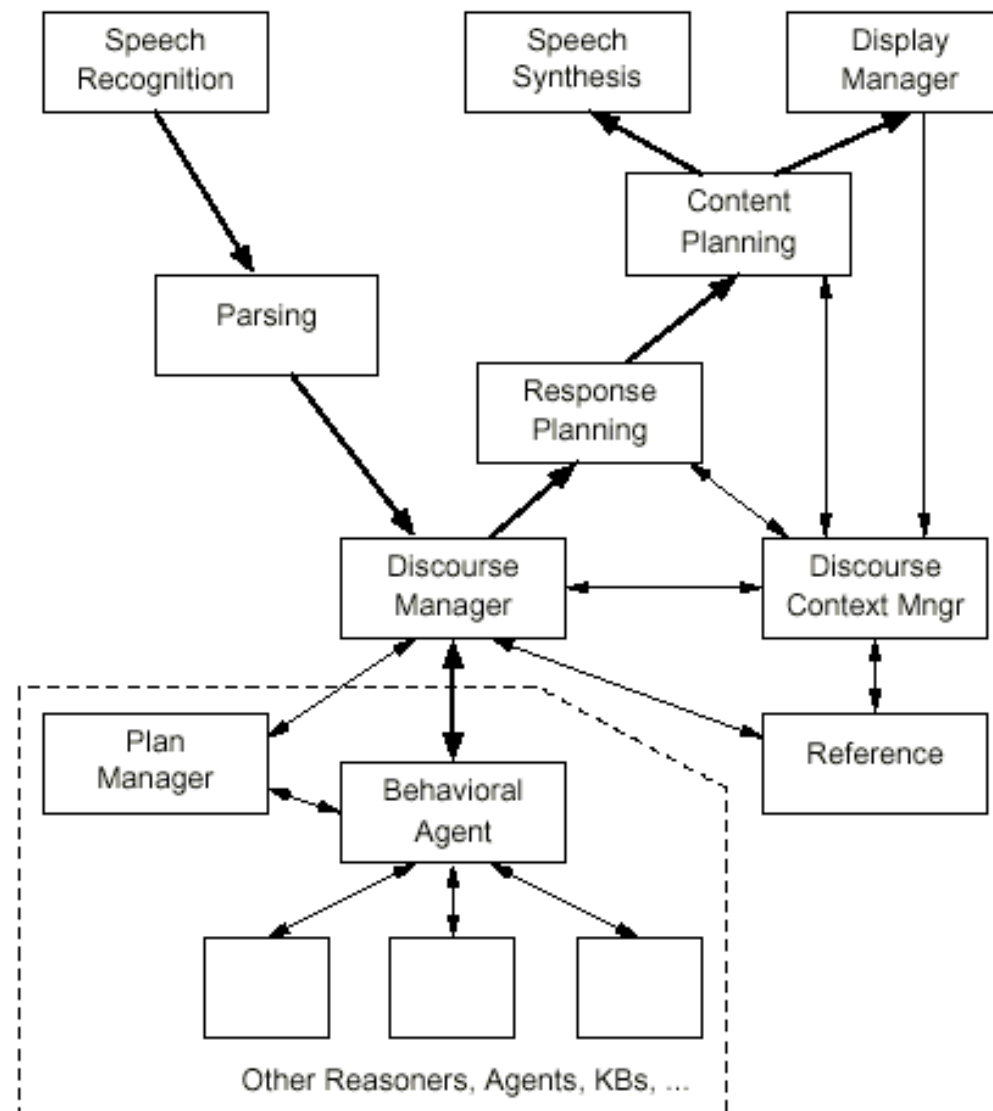 Speech
Recognition
Speech
Synthesis
Display
Manager
Content
Planning
Parsing
Response
Planning
Discourse
Manager
Discourse
Context Mngr
Plan
Manager
Behavioral
Agent
Reference
Other Reasoners, Agents, KBs, ...